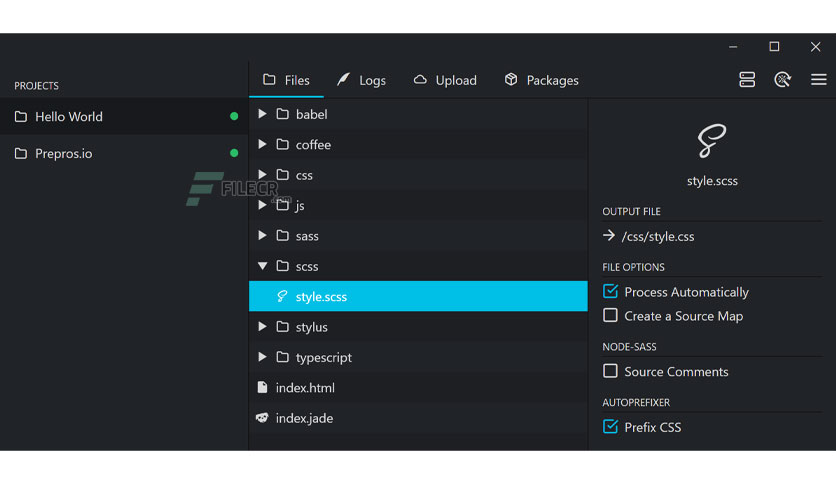 PROJECTS
Hello World
Prepros.io
Files
Logs
Upload
Packages
babel
coffee
css
js
sass
scss
style.scss
stylus
typescript
index.html
index.jade
FILECR
.com
style.scss
OUTPUT FILE
/css/style.css
FILE OPTIONS
Process Automatically
Create a Source Map
NODE-SASS
Source Comments
AUTOPREFIXER
Prefix CSS